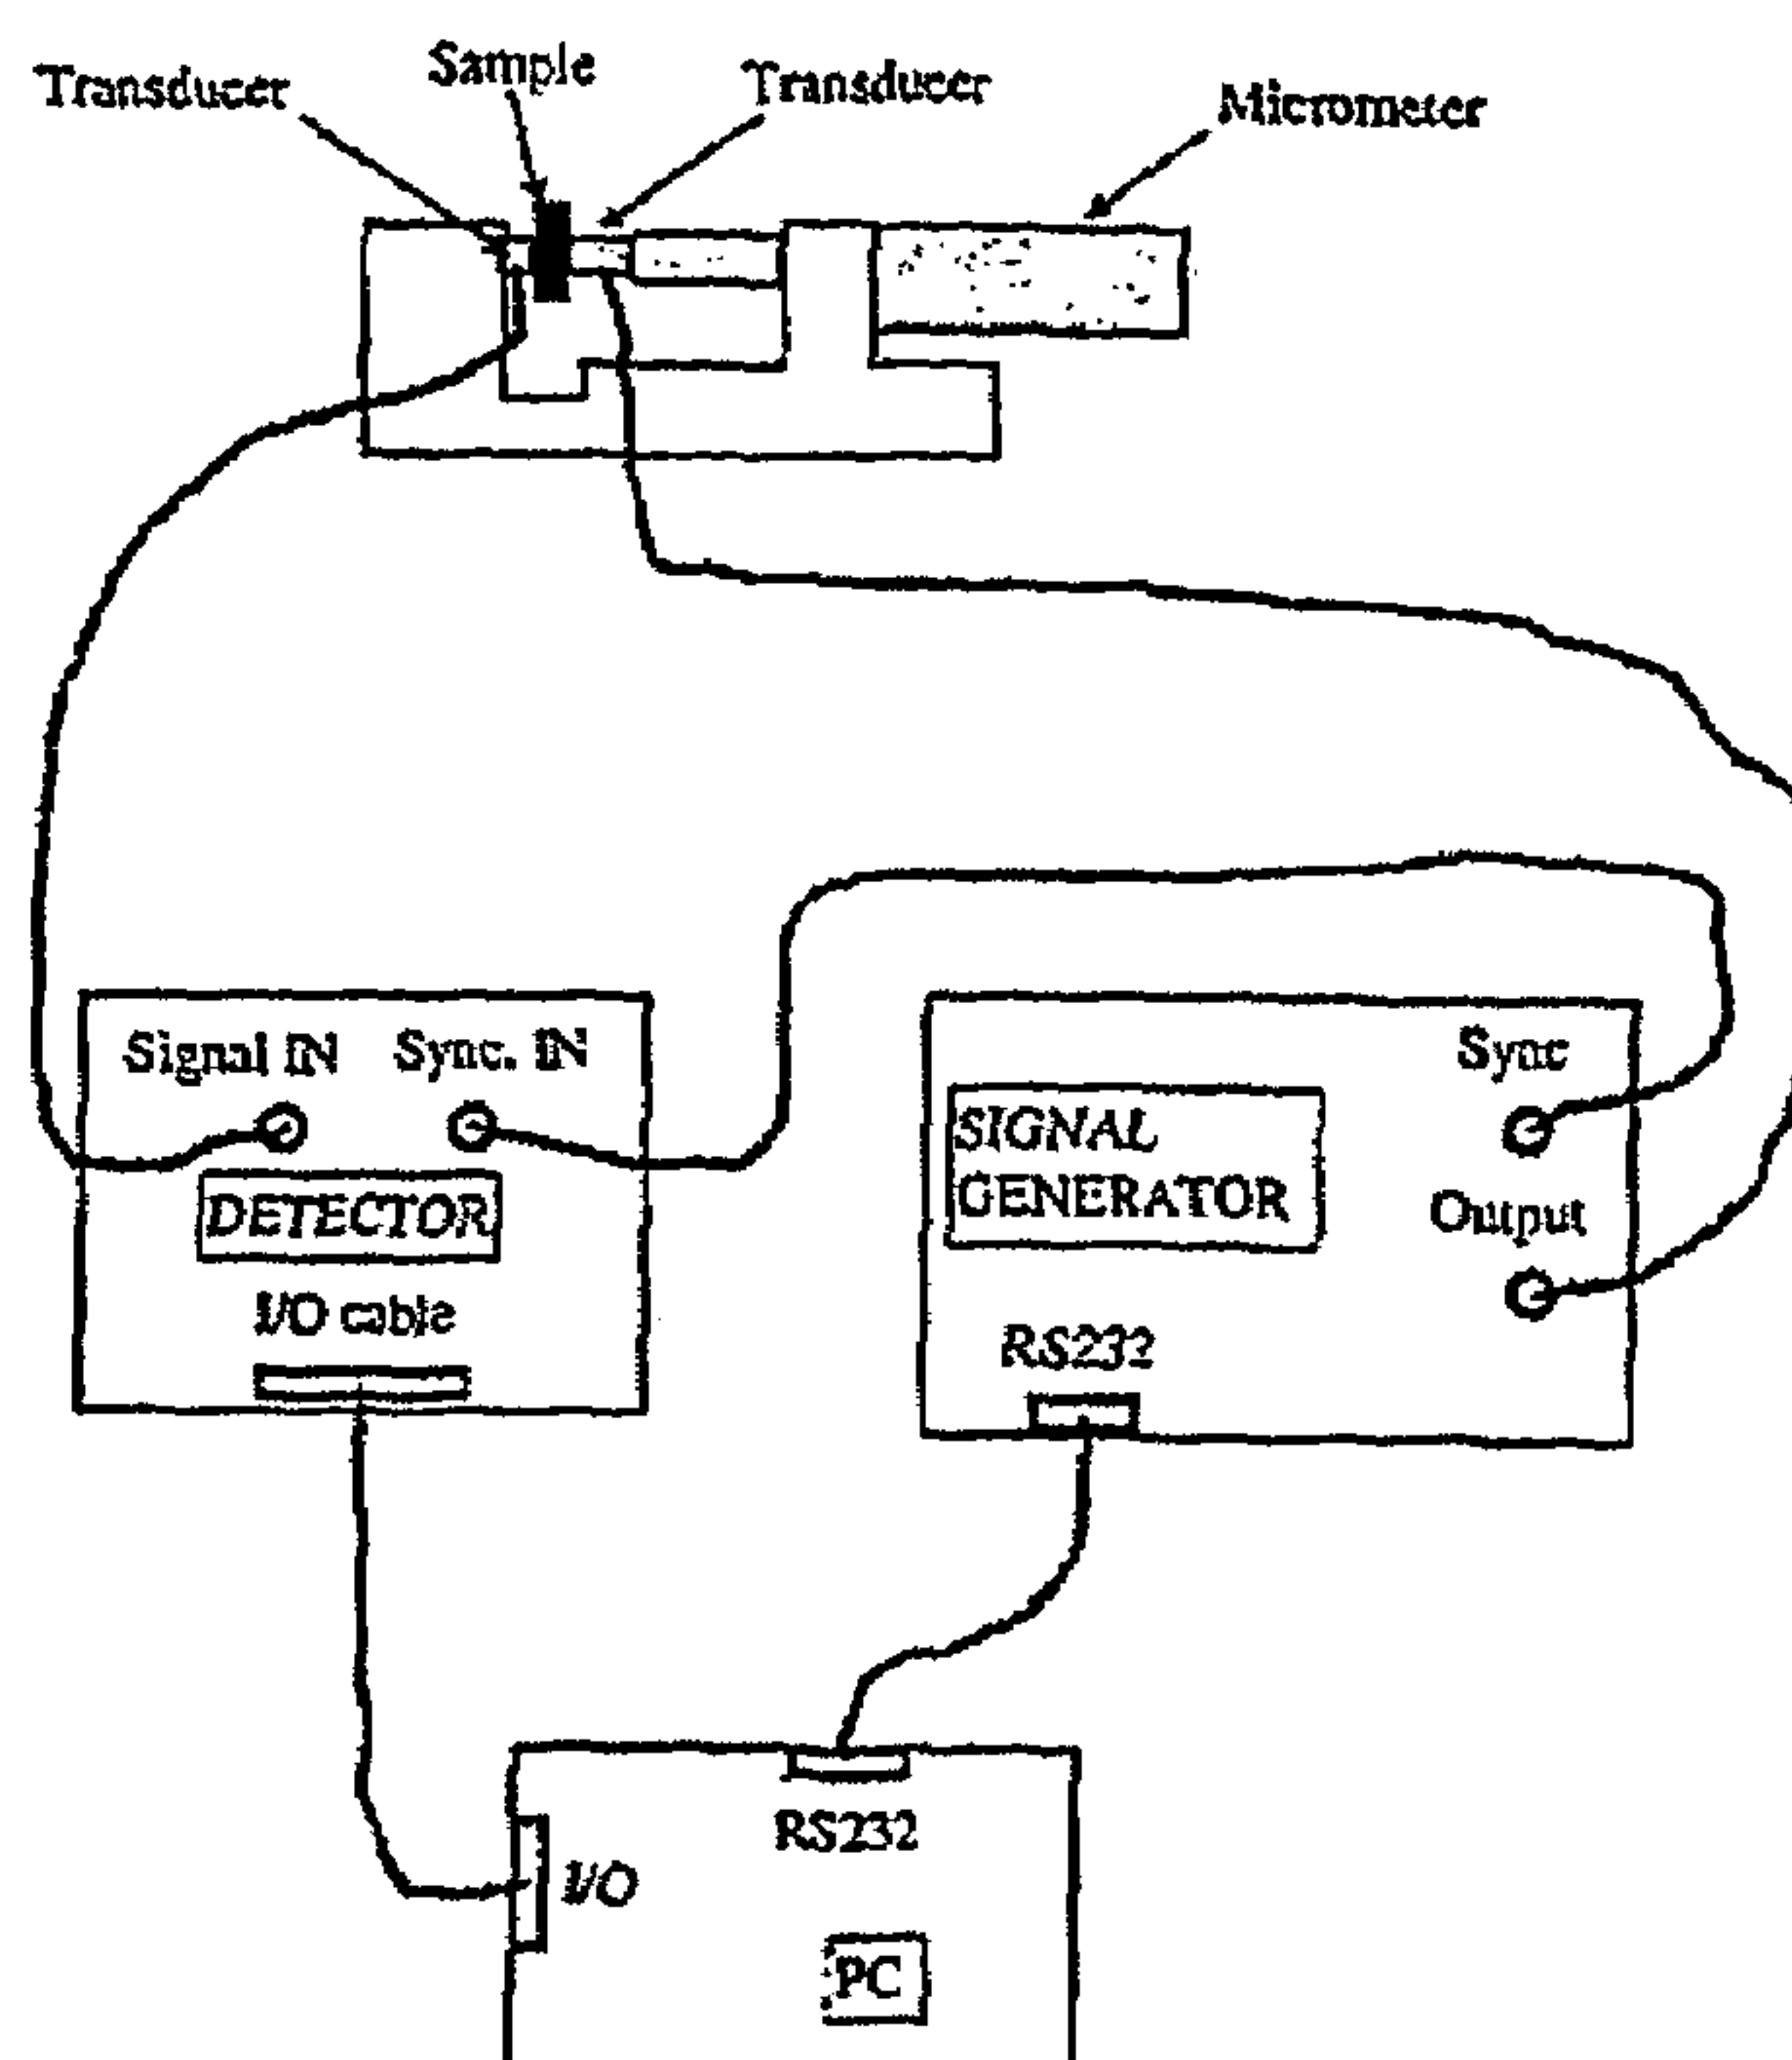 Transducer
Sample
Transducer
Micrometer
Signal IN
Sync. IN
DETECTOR
I/O cable
Sync
SIGNAL
GENERATOR
Output
RS232
RS232
I/O
PC